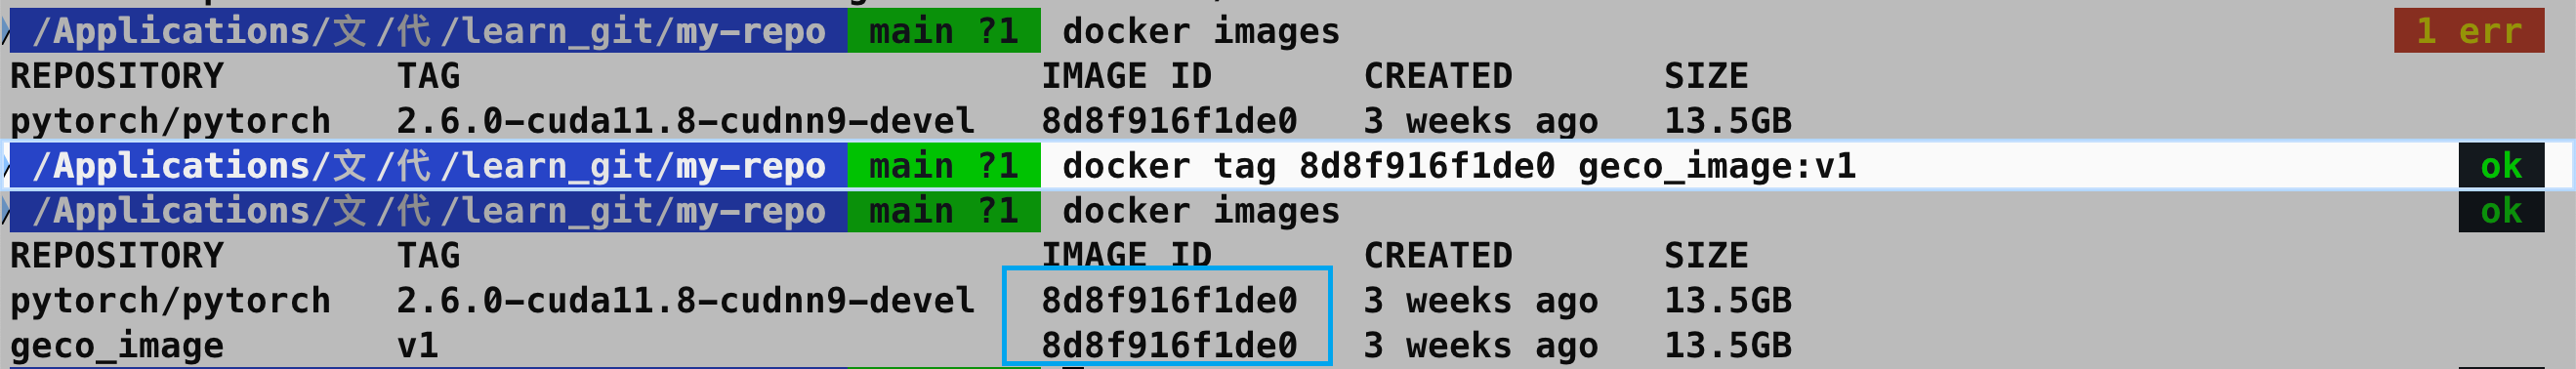 /Applications/文/代/learn_git/my-repo main ?1 docker images 1 err
REPOSITORY TAG IMAGE ID CREATED SIZE
pytorch/pytorch 2.6.0-cuda11.8-cudnn9-devel 8d8f916f1de0 3 weeks ago 13.5GB
/Applications/文/代/learn_git/my-repo main ?1 docker tag 8d8f916f1de0 geco_image:v1 ok
/Applications/文/代/learn_git/my-repo main ?1 docker images ok
REPOSITORY TAG IMAGE ID CREATED SIZE
pytorch/pytorch 2.6.0-cuda11.8-cudnn9-devel 8d8f916f1de0 3 weeks ago 13.5GB
geco_image v1 8d8f916f1de0 3 weeks ago 13.5GB